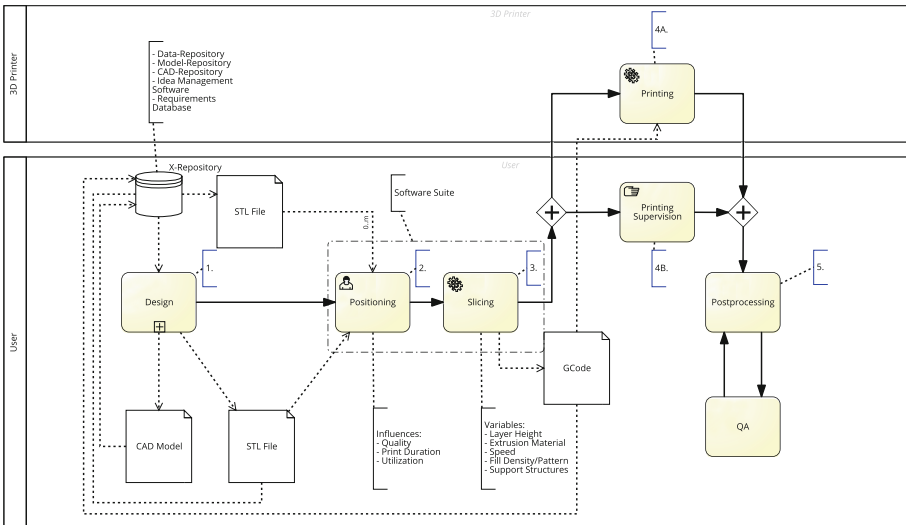 3D Printer
3D Printer
4A.
- Data-Repository
- Model-Repository
- CAD-Repository
- Idea Management
Software
- Requirements
Database
Printing
User
User
X-Repository
STL File
Software Suite
0..n
Printing
Supervision
4B.
1.
2.
3.
5.
Design
Positioning
Slicing
Postprocessing
GCode
CAD Model
STL File
Influences:
- Quality
- Print Duration
- Utilization
Variables:
- Layer Height
- Extrusion Material
- Speed
- Fill Density/Pattern
- Support Structures
QA